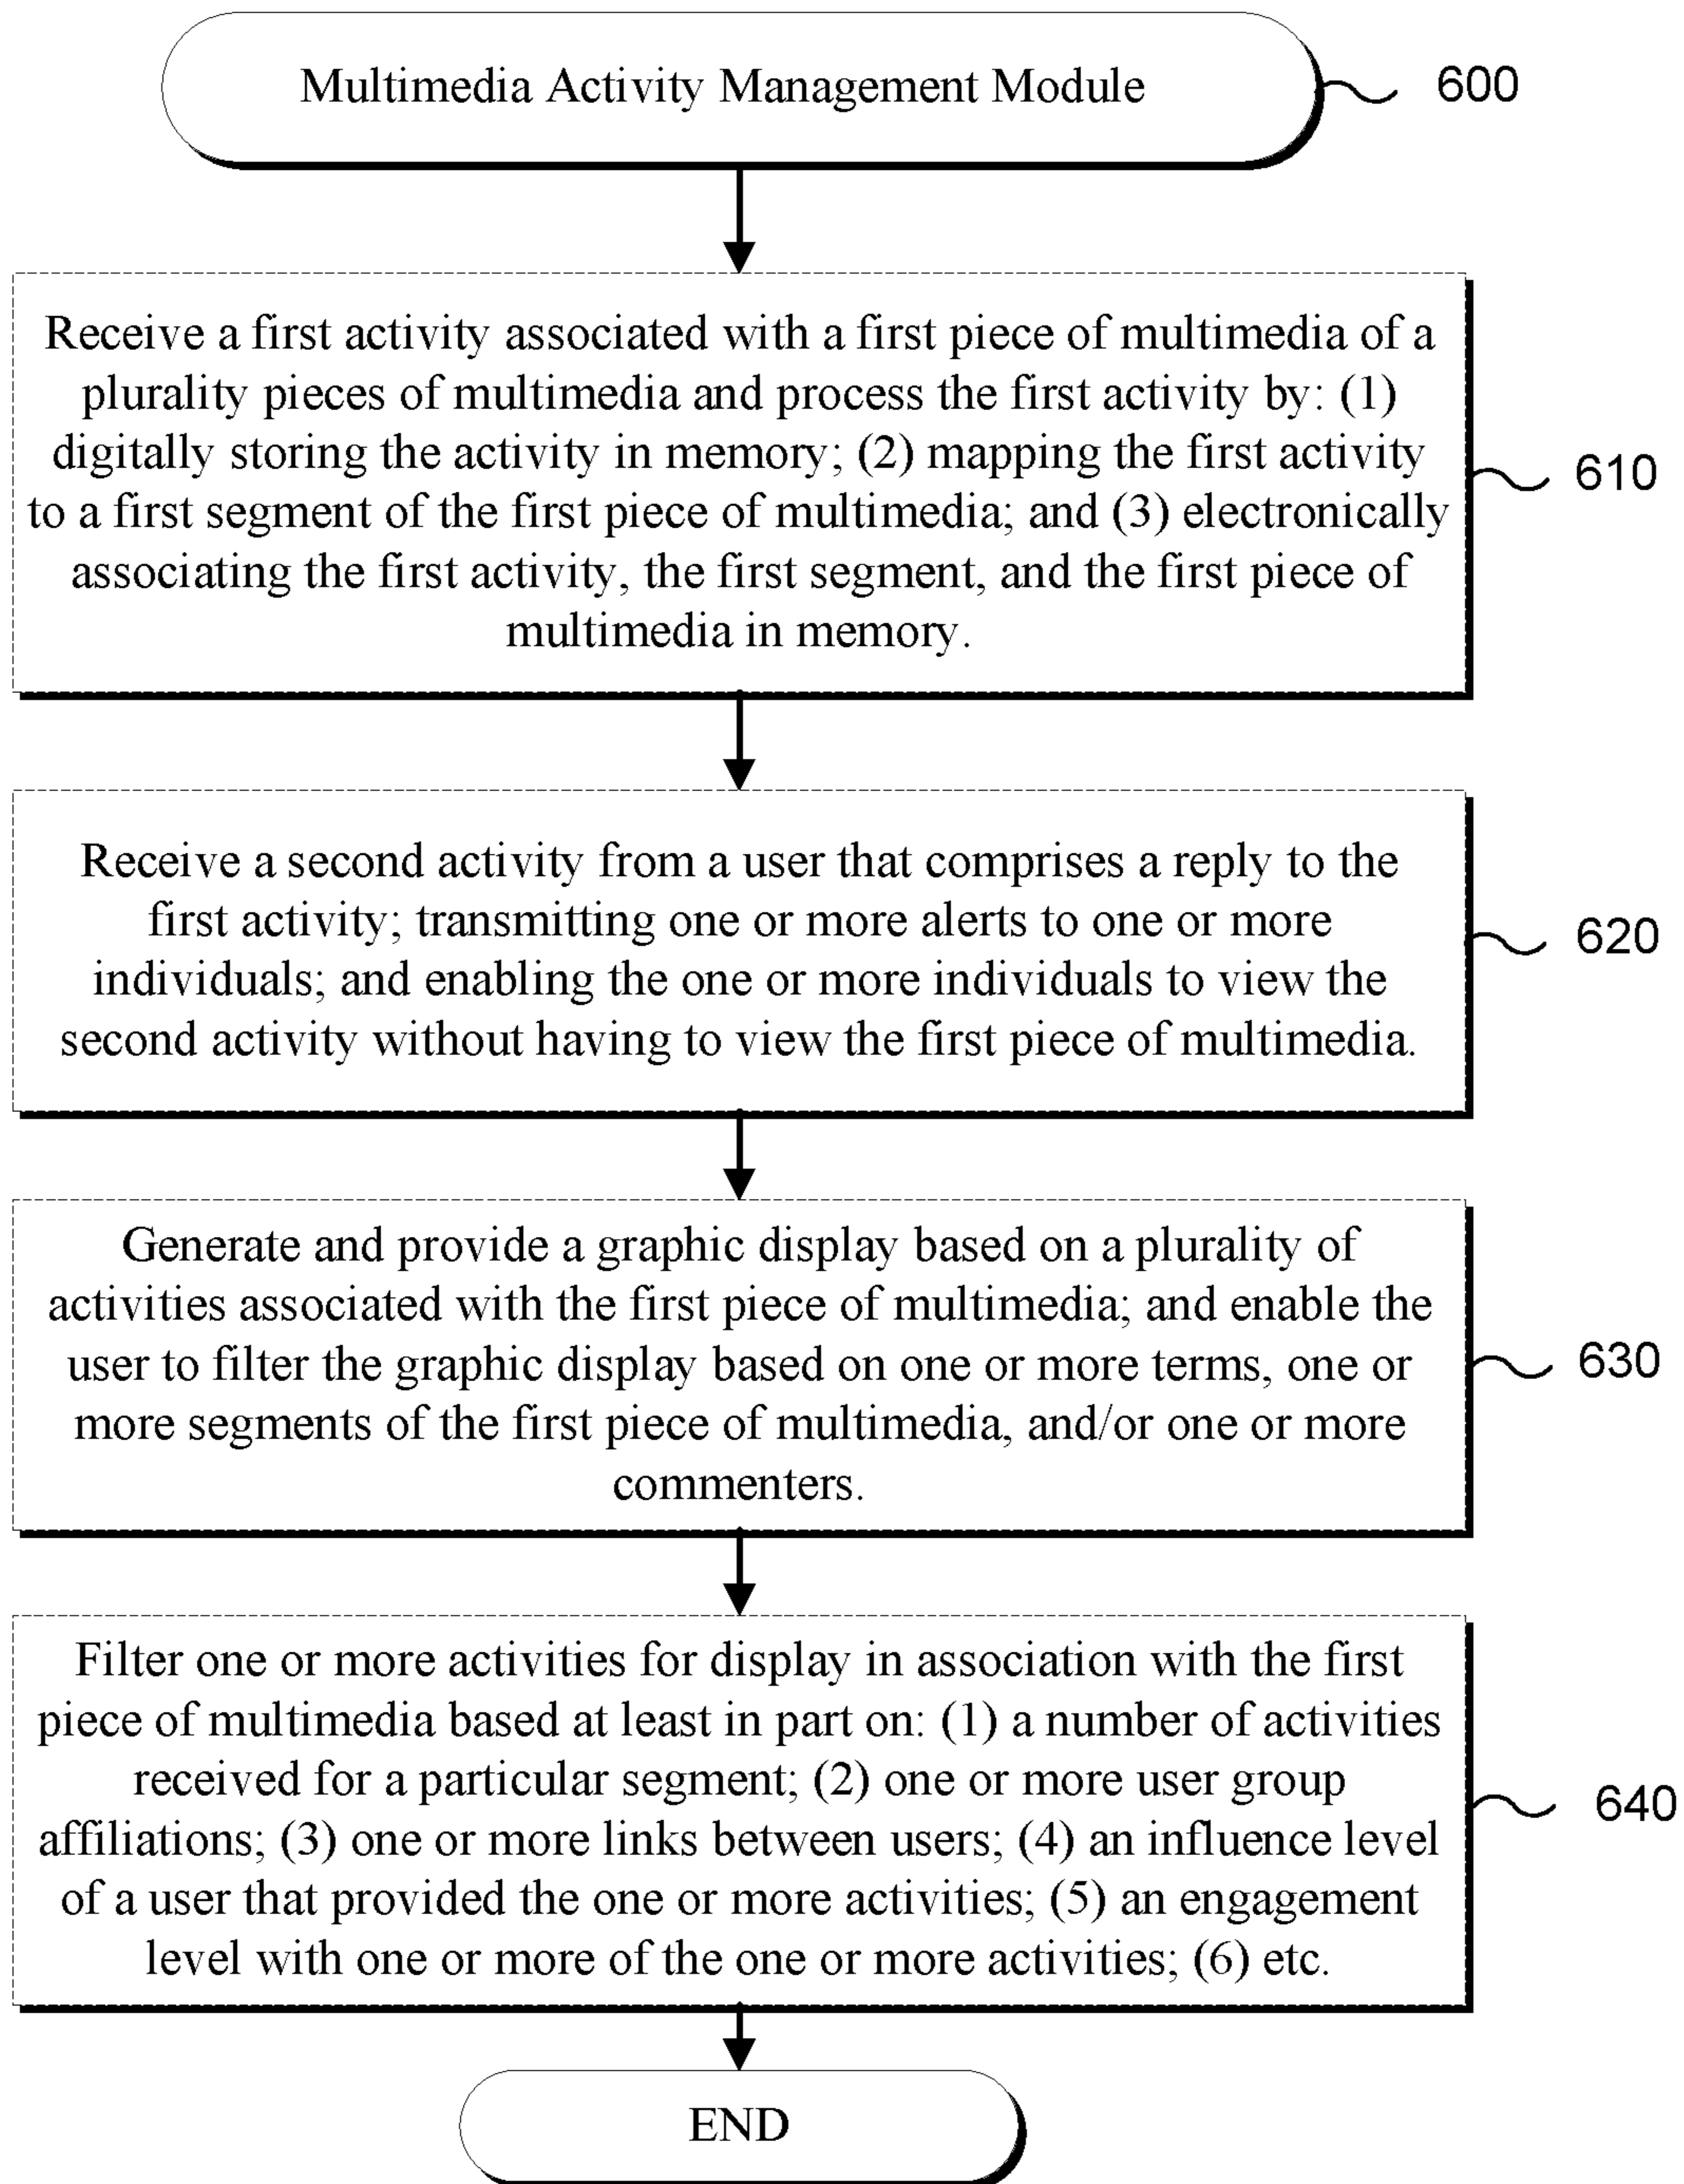 Multimedia Activity Management Module
600
Receive a first activity associated with a first piece of multimedia of a
plurality pieces of multimedia and process the first activity by: (1)
digitally storing the activity in memory; (2) mapping the first activity
to a first segment of the first piece of multimedia; and (3) electronically
associating the first activity, the first segment, and the first piece of
multimedia in memory.
610
Receive a second activity from a user that comprises a reply to the
first activity; transmitting one or more alerts to one or more
individuals; and enabling the one or more individuals to view the
second activity without having to view the first piece of multimedia.
620
Generate and provide a graphic display based on a plurality of
activities associated with the first piece of multimedia; and enable the
user to filter the graphic display based on one or more terms, one or
more segments of the first piece of multimedia, and/or one or more
commenters.
630
Filter one or more activities for display in association with the first
piece of multimedia based at least in part on: (1) a number of activities
received for a particular segment; (2) one or more user group
affiliations; (3) one or more links between users; (4) an influence level
of a user that provided the one or more activities; (5) an engagement
level with one or more of the one or more activities; (6) etc.
640
END